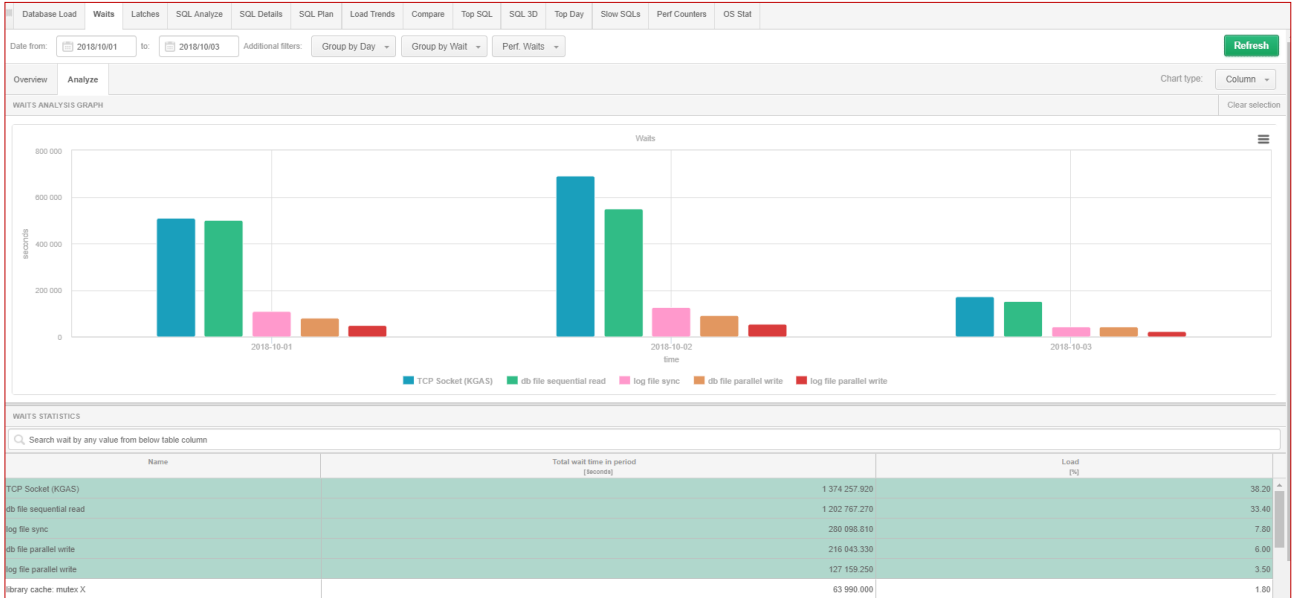 Database Load Waits Latches SQL Analyze SQL Details SQL Plan Load Trends Compare Top SQL SQL 3D Top Day Slow SQLs Perf Counters OS Stat
Date from: 2018/10/01 to: 2018/10/03 Additional filters: Group by Day Group by Wait Perf. Waits Refresh
Overview Analyze Chart type: Column
WAITS ANALYSIS GRAPH Clear selection
Waits
800 000
600 000
400 000
200 000
0
seconds
2018-10-01 2018-10-02 2018-10-03
time
TCP Socket (KGAS) db file sequential read log file sync db file parallel write log file parallel write
WAITS STATISTICS
Search wait by any value from below table column
Name Total wait time in period Load
[Seconds] [%]
TCP Socket (KGAS) 1 374 257.920 38.20
db file sequential read 1 202 767.270 33.40
log file sync 280 098.810 7.80
db file parallel write 216 043.330 6.00
log file parallel write 127 159.250 3.50
library cache: mutex X 63 990.000 1.80